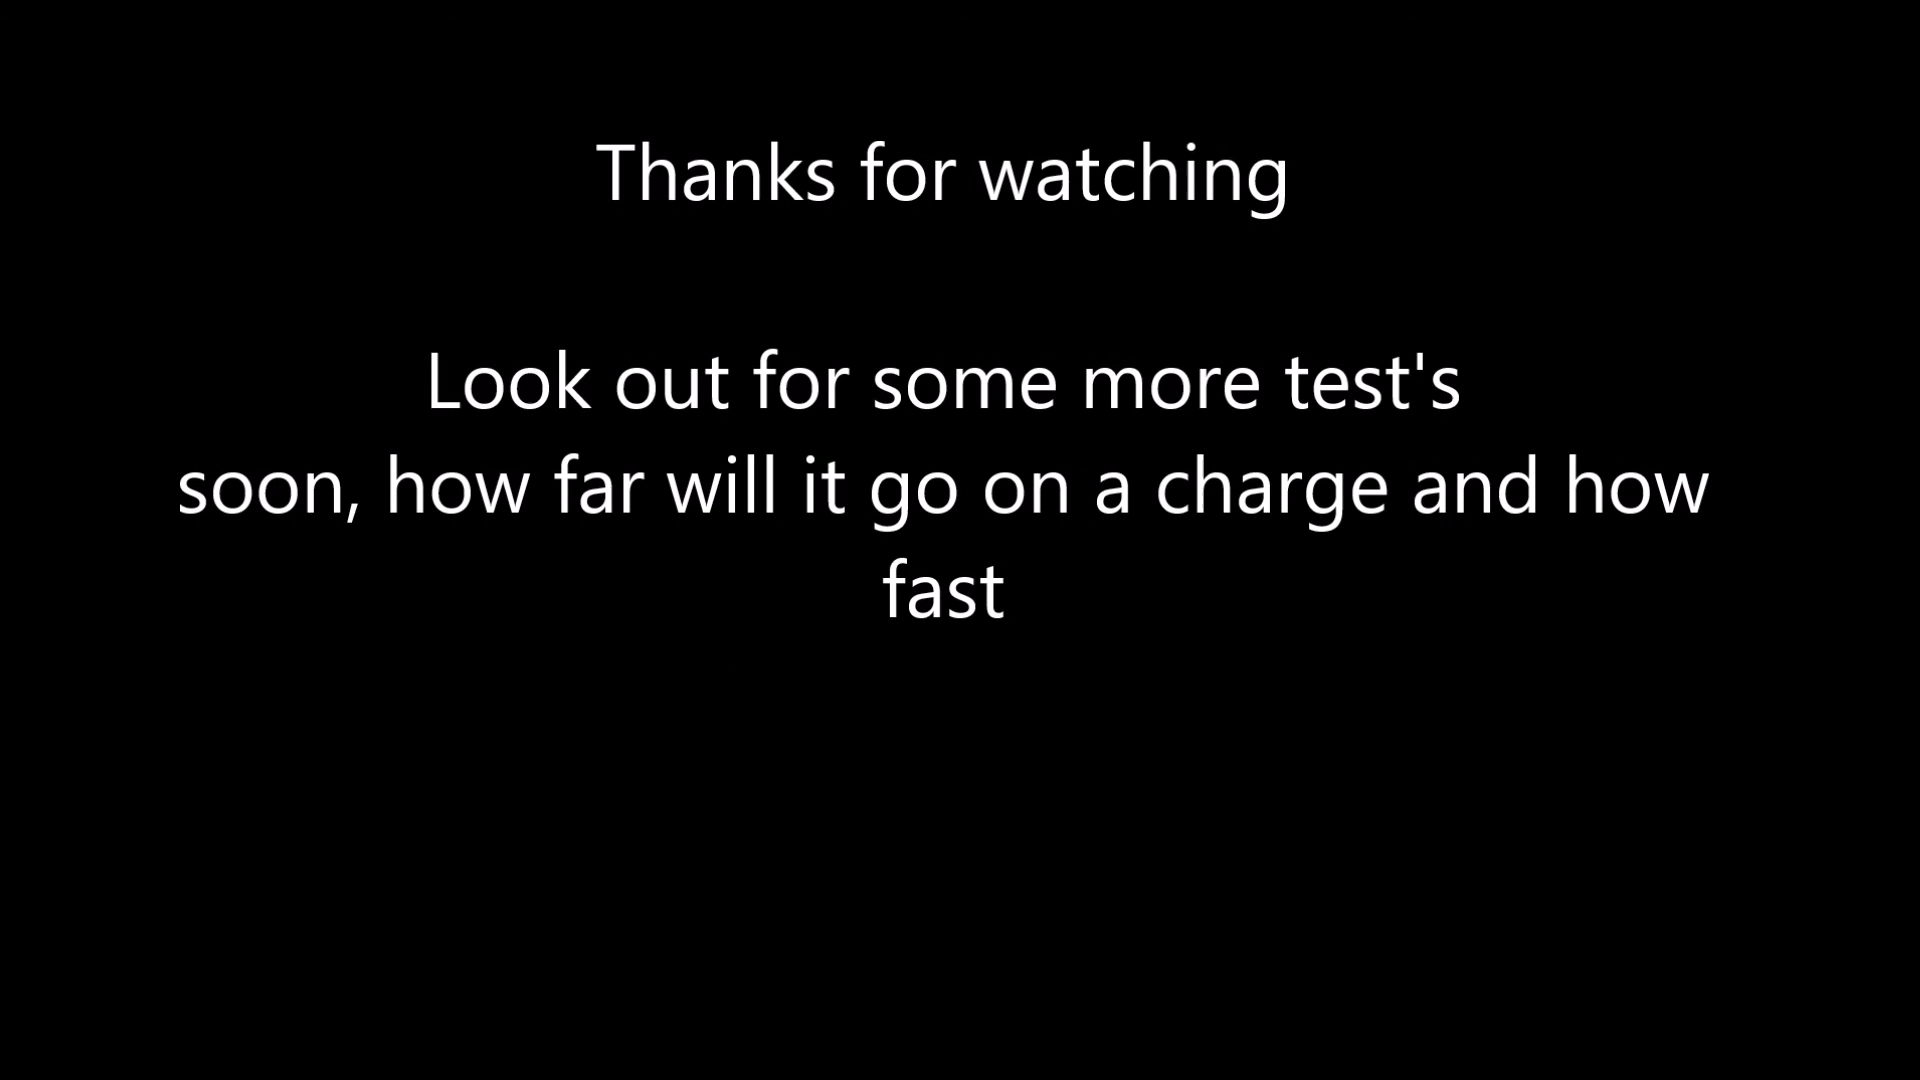 Thanks for watching
Look out for some more test's
soon, how far will it go on a charge and how
fast